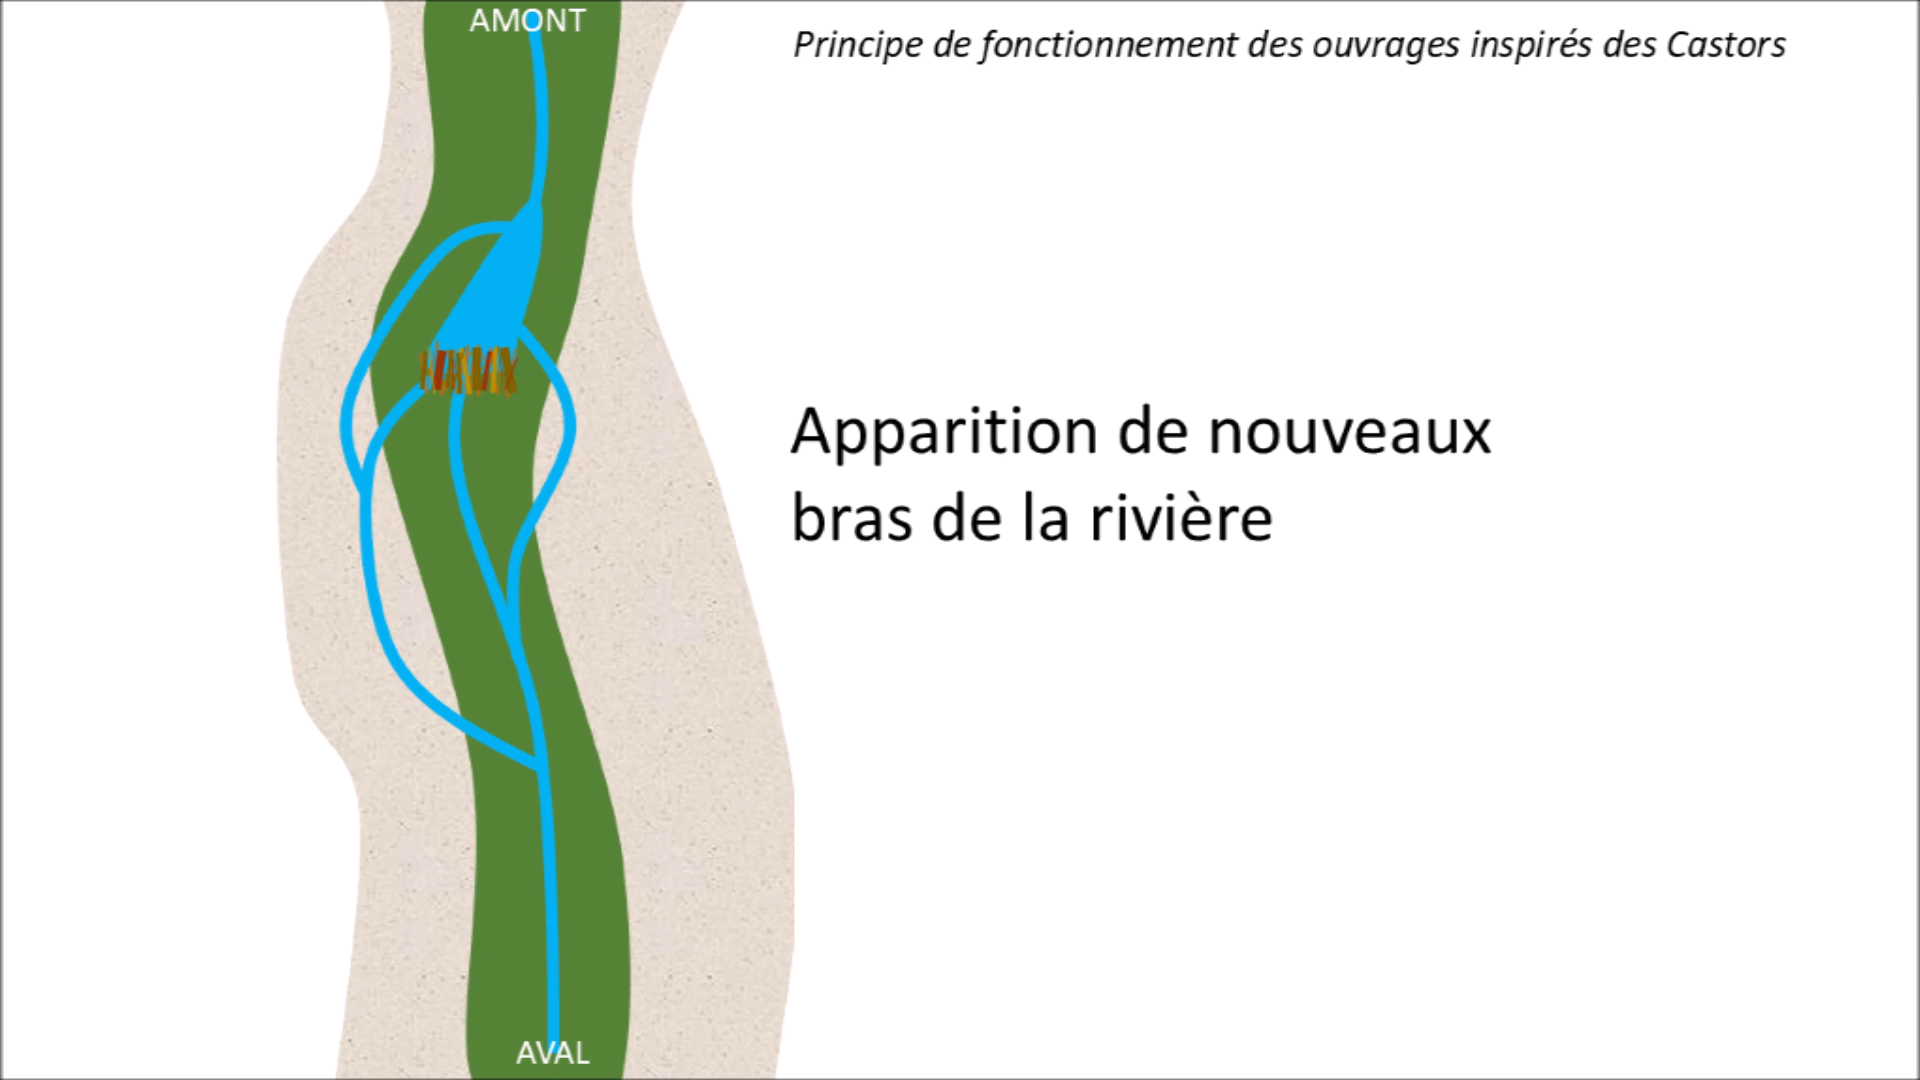 AMONT
Principe de fonctionnement des ouvrages inspirés des Castors
Apparition de nouveaux
bras de la rivière
AVAL